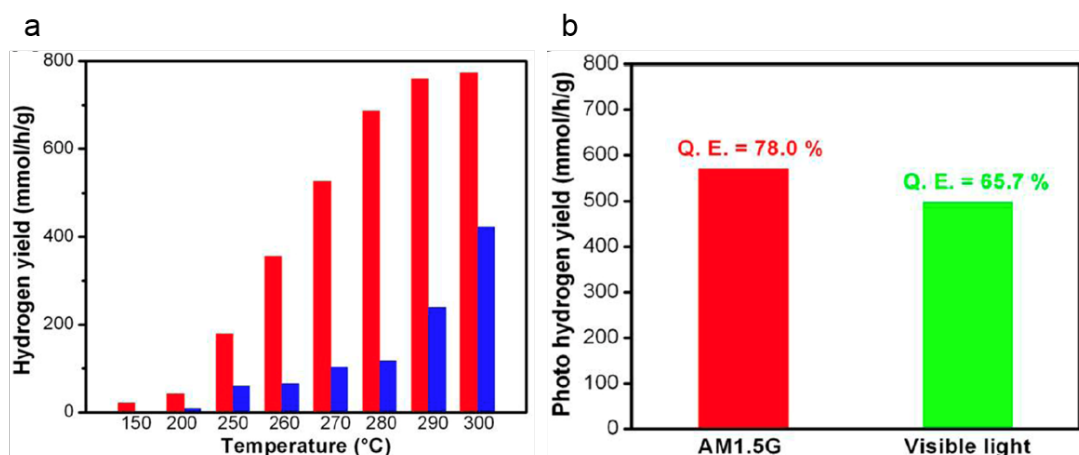 a
Hydrogen yield (mmol/h/g)
800
600
400
200
0
150 200 250 260 270 280 290 300
Temperature (°C)
b
Photo hydrogen yield (mmol/h/g)
800
700
600
500
400
300
200
100
0
Q. E. = 78.0 %
Q. E. = 65.7 %
AM1.5G Visible light